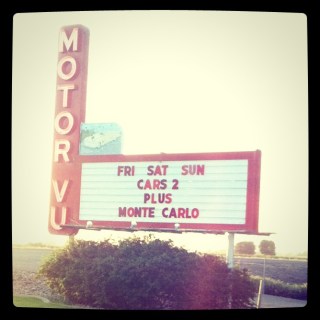 MOTOR VU
FRI SAT SUN
CARS 2
PLUS
MONTE CARLO